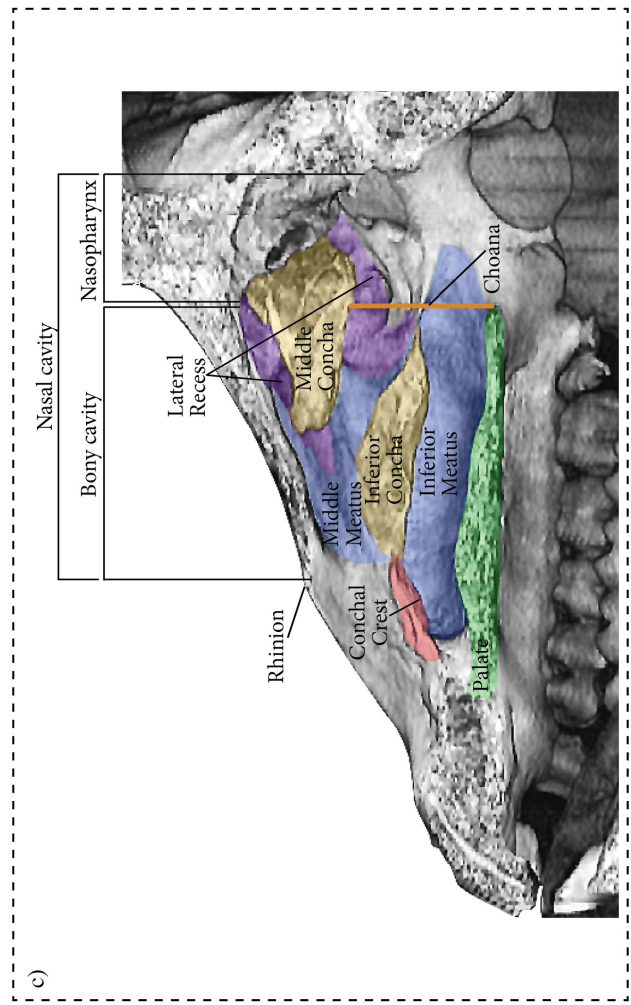 c)
Nasal cavity
Bony cavity
Nasopharynx
Rhinion
Lateral
Recess
Middle
Concha
Middle
Meatus
Inferior
Concha
Inferior
Meatus
Conchal
Crest
Palate
Choana